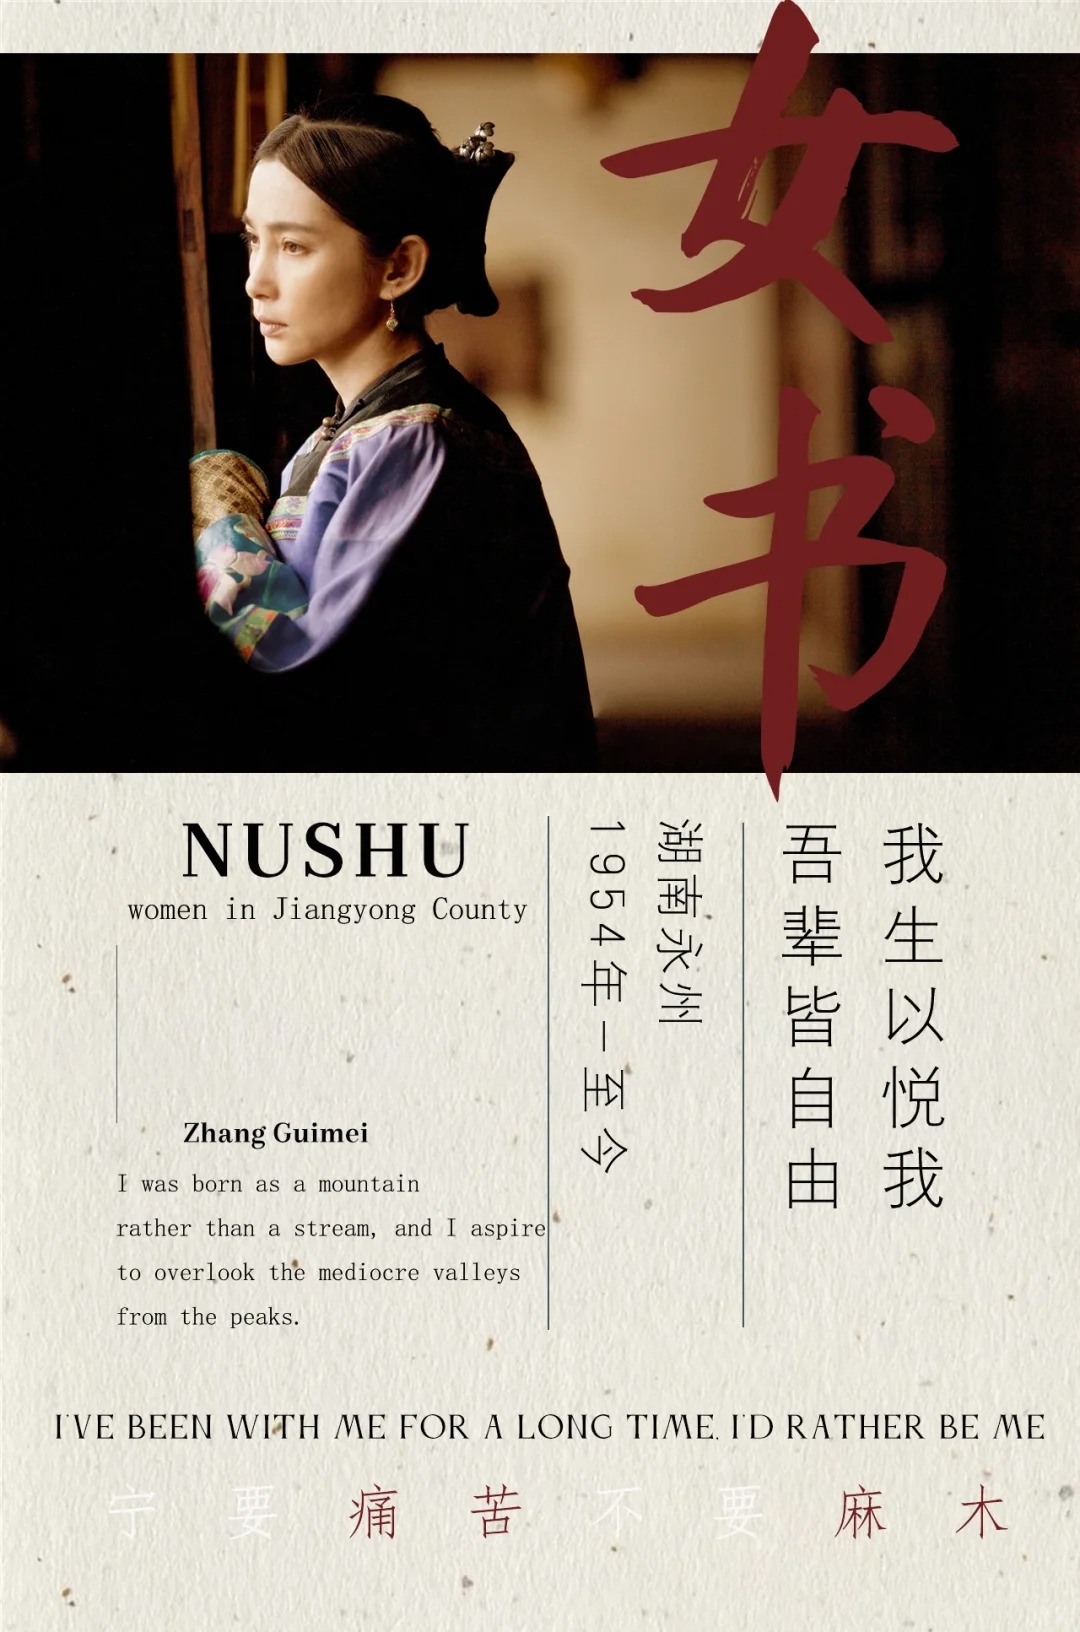 女书
NUSHU
women in Jiangyong County
Zhang Guimei
I was born as a mountain
rather than a stream, and I aspire
to overlook the mediocre valleys
from the peaks.
湖南永州
1954年—至今
我生以悦我
吾辈皆自由
I'VE BEEN WITH ME FOR A LONG TIME. I'D RATHER BE ME
宁要痛苦不要麻木